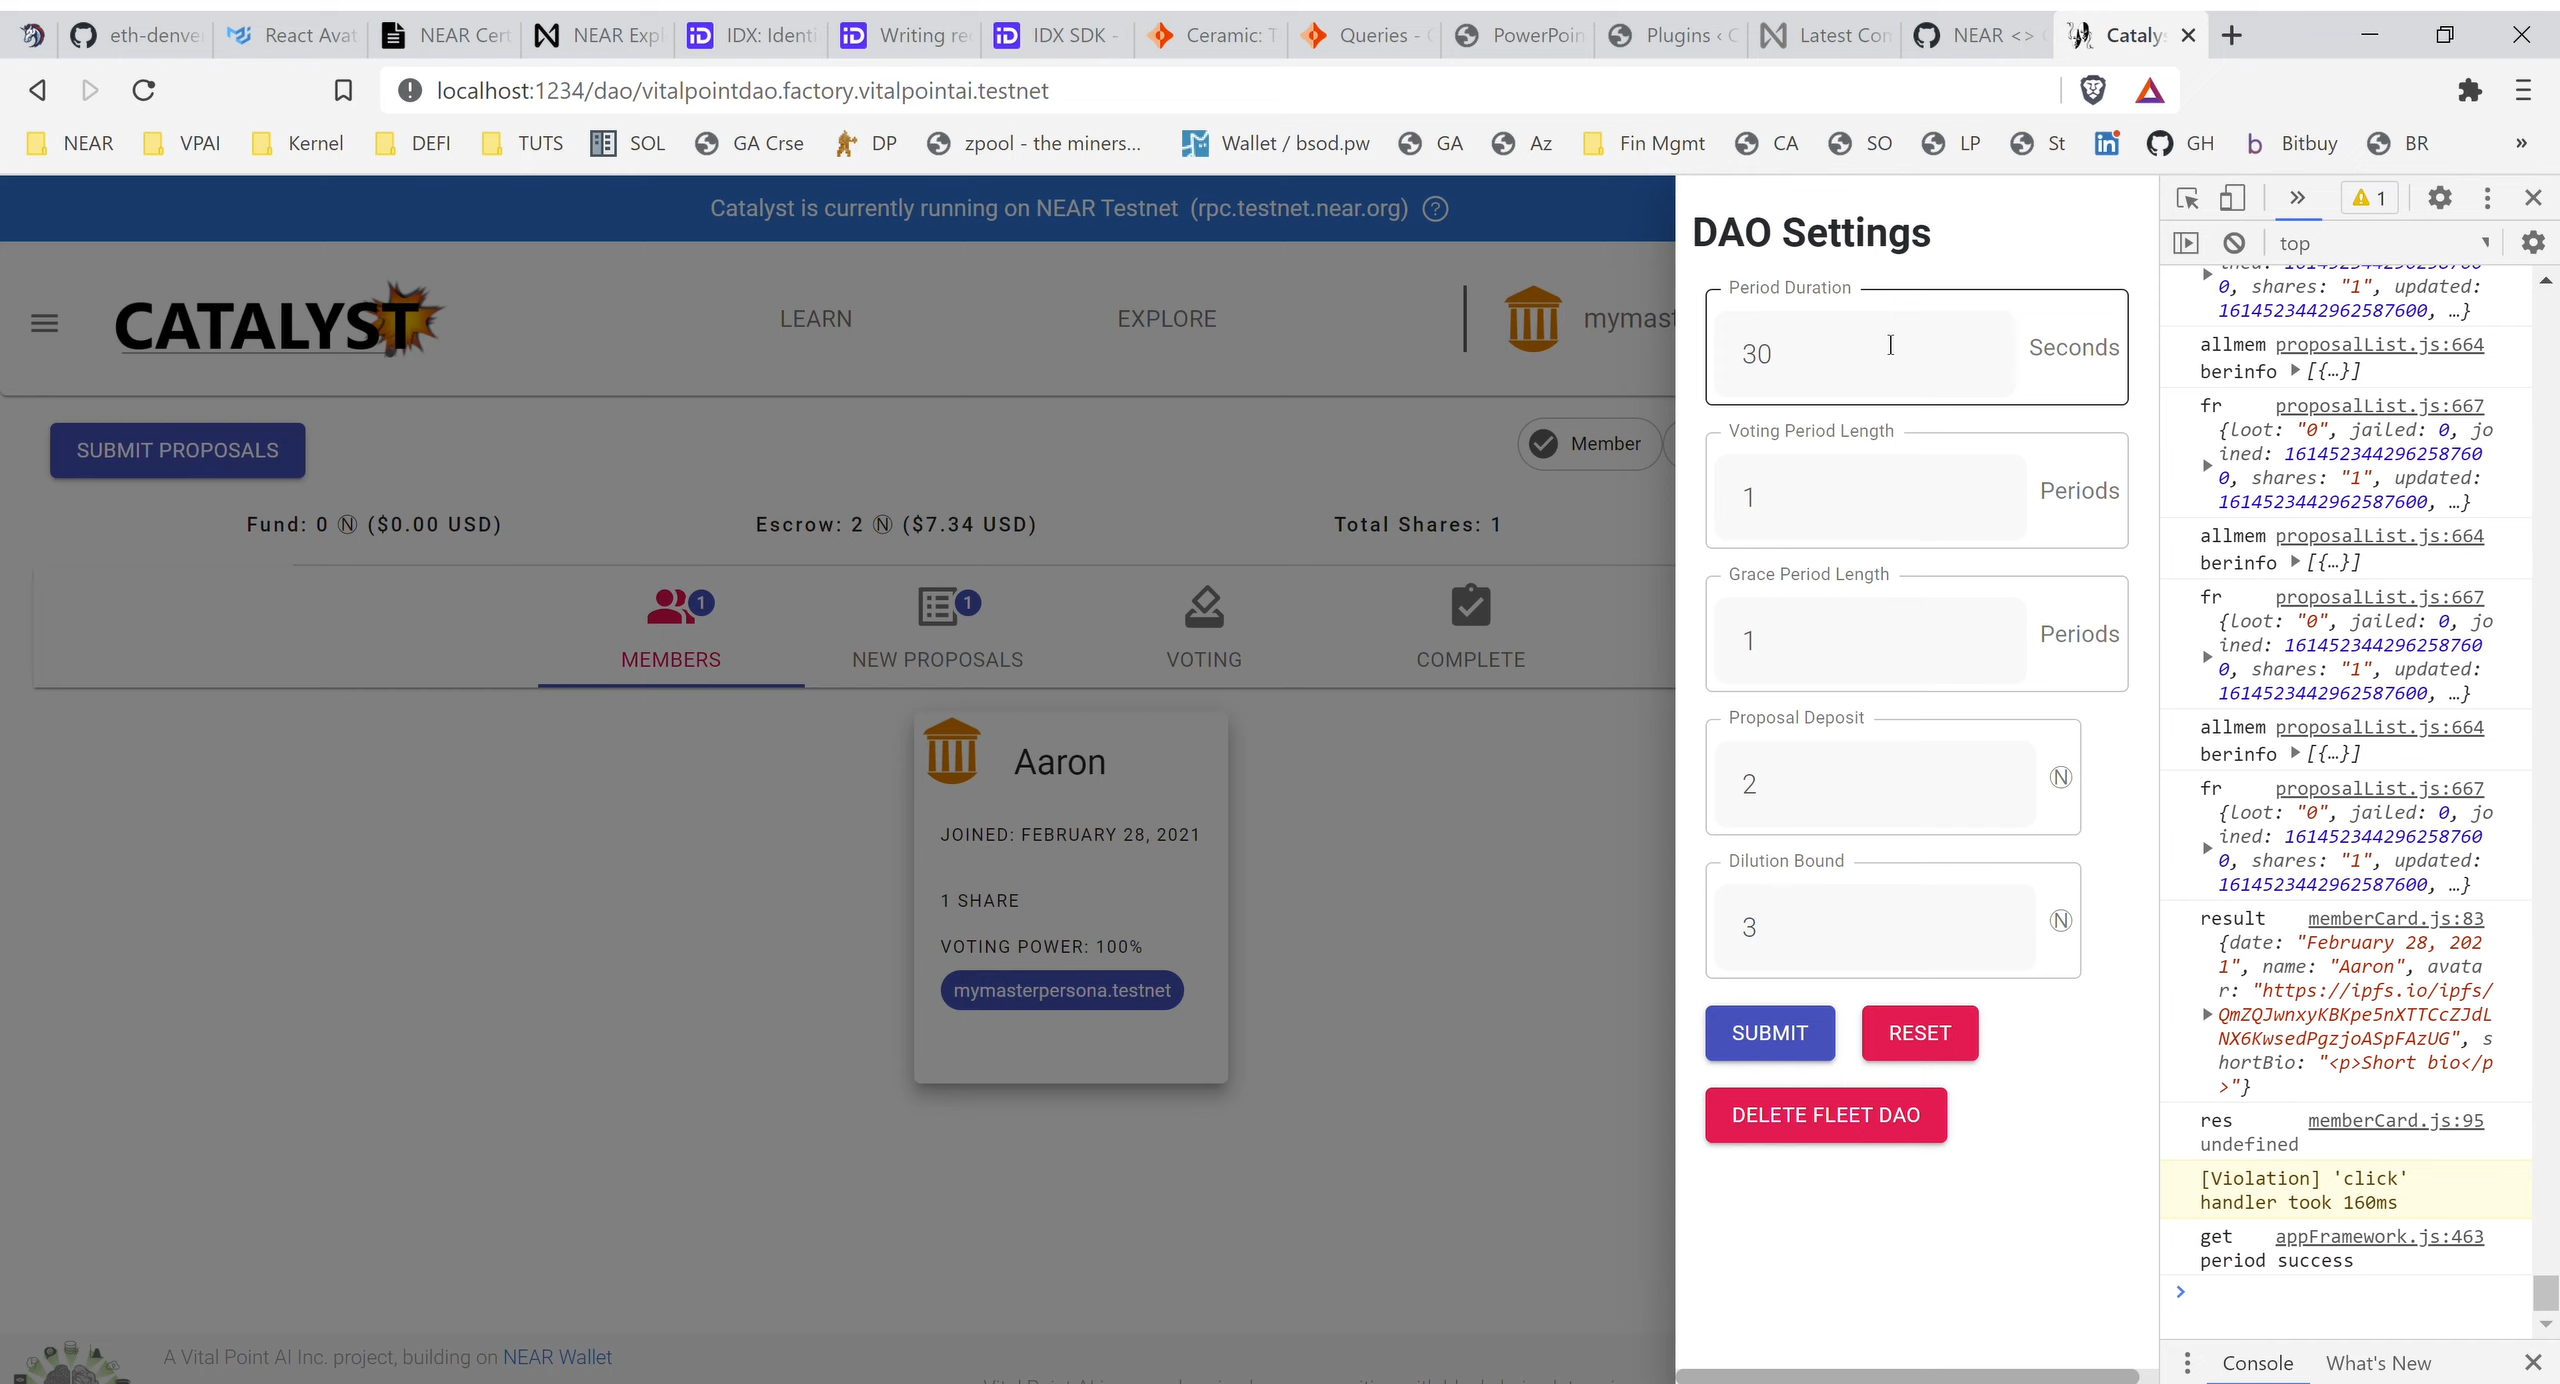 eth-denve
React Avat
NEAR Cert
NEAR Expl
IDX: Identi
Writing re
IDX SDK -
Ceramic: T
Queries -
PowerPoin
Plugins ‹ C
Latest Con
NEAR <>
Cataly
localhost:1234/dao/vitalpointdao.factory.vitalpointai.testnet
NEAR
VPAI
Kernel
DEFI
TUTS
SOL
GA Crse
DP
zpool - the miners...
Wallet / bsod.pw
GA
Az
Fin Mgmt
CA
SO
LP
St
GH
Bitbuy
BR
»
Catalyst is currently running on NEAR Testnet (rpc.testnet.near.org) ?
CATALYST
LEARN
EXPLORE
mymast
SUBMIT PROPOSALS
Member
Fund: 0 Ⓝ ($0.00 USD)
Escrow: 2 Ⓝ ($7.34 USD)
Total Shares: 1
1
MEMBERS
1
NEW PROPOSALS
VOTING
COMPLETE
Aaron
JOINED: FEBRUARY 28, 2021
1 SHARE
VOTING POWER: 100%
mymasterpersona.testnet
A Vital Point AI Inc. project, building on NEAR Wallet
DAO Settings
Period Duration
30
Seconds
Voting Period Length
1
Periods
Grace Period Length
1
Periods
Proposal Deposit
2
Ⓝ
Dilution Bound
3
Ⓝ
SUBMIT
RESET
DELETE FLEET DAO
1
top
0, shares: "1", updated:
1614523442962587600, …}
allmem proposalList.js:664
berinfo [{…}]
fr proposalList.js:667
{loot: "0", jailed: 0, jo
ined: 161452344296258760
0, shares: "1", updated:
1614523442962587600, …}
allmem proposalList.js:664
berinfo [{…}]
fr proposalList.js:667
{loot: "0", jailed: 0, jo
ined: 161452344296258760
0, shares: "1", updated:
1614523442962587600, …}
allmem proposalList.js:664
berinfo [{…}]
fr proposalList.js:667
{loot: "0", jailed: 0, jo
ined: 161452344296258760
0, shares: "1", updated:
1614523442962587600, …}
result memberCard.js:83
{date: "February 28, 202
1", name: "Aaron", avata
r: "https://ipfs.io/ipfs/
QmZQJwnxyKBKpe5nXTTCcZJdL
NX6KwsedPgzjoASpFAzUG", s
hortBio: "<p>Short bio</p
>"}
res memberCard.js:95
undefined
[Violation] 'click'
handler took 160ms
get appFramework.js:463
period success
Console
What's New